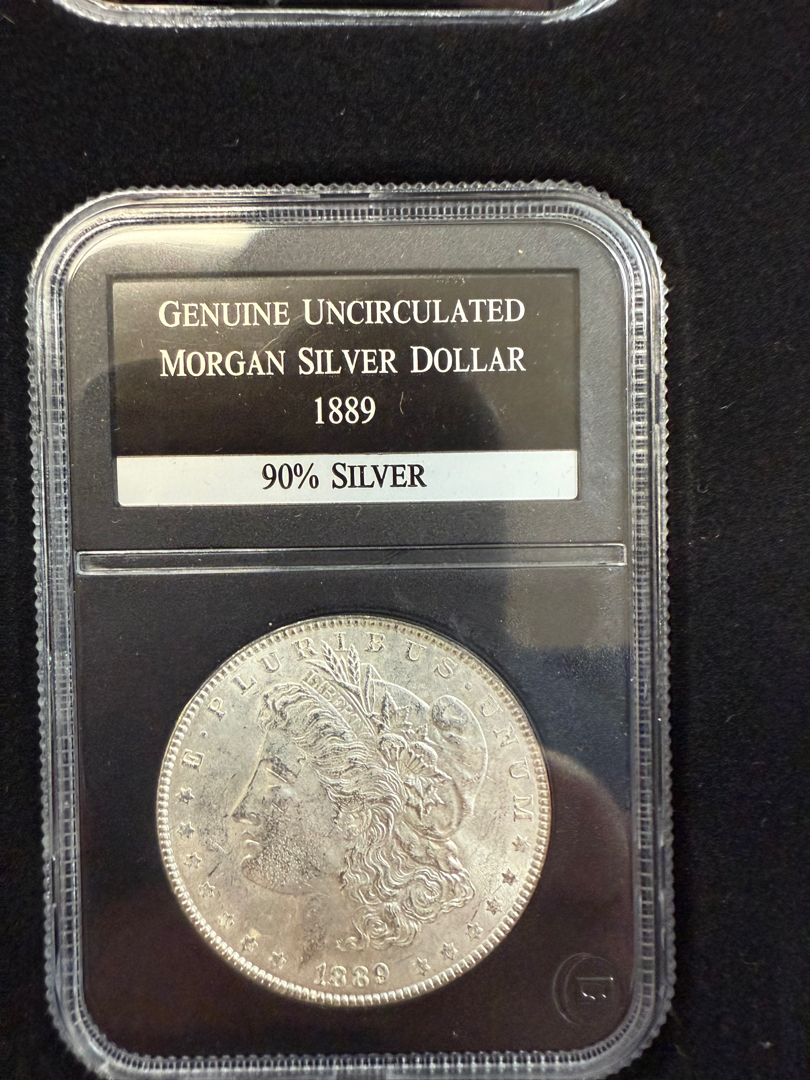 GENUINE UNCIRCULATED
MORGAN SILVER DOLLAR
1889
90% SILVER
E · PLURIBUS · UNUM
LIBERTY
1889